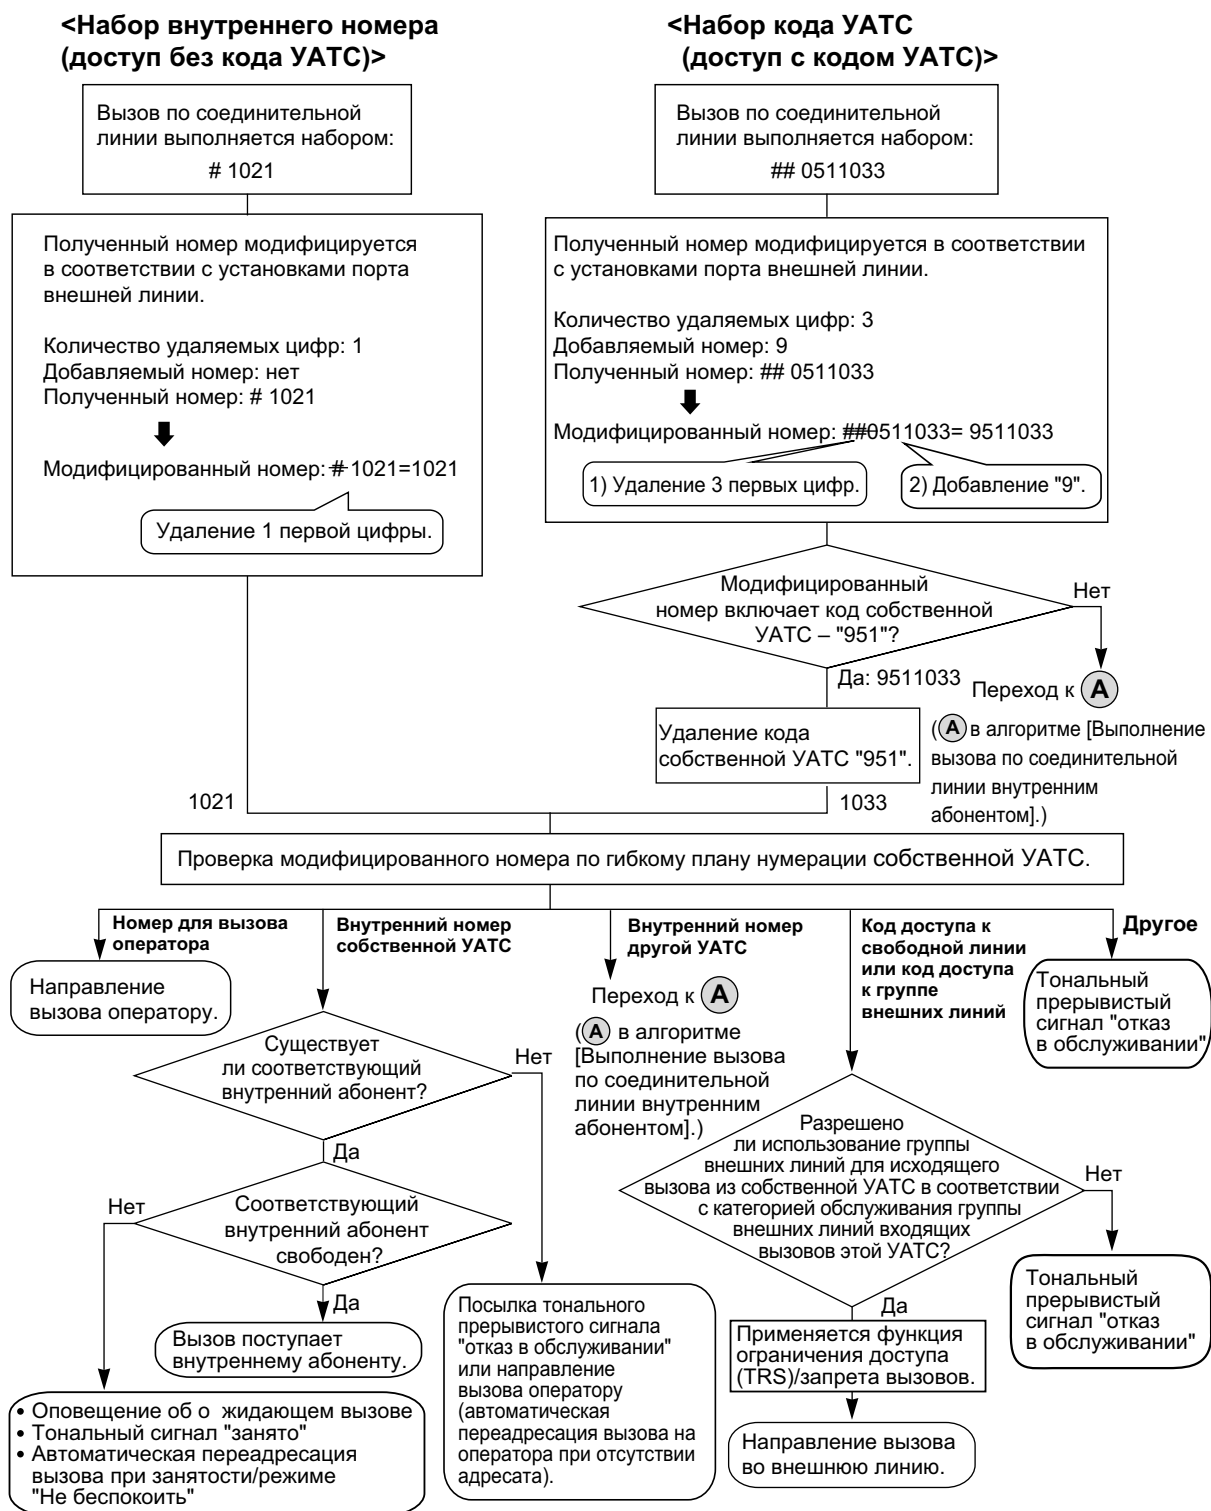 <Набор внутреннего номера
(доступ без кода УАТС)>
Вызов по соединительной
линии выполняется набором:
# 1021
Полученный номер модифицируется
в соответствии с установками порта
внешней линии.
Количество удаляемых цифр: 1
Добавляемый номер: нет
Полученный номер: # 1021
Модифицированный номер: # 1021=1021
Удаление 1 первой цифры.
<Набор кода УАТС
(доступ с кодом УАТС)>
Вызов по соединительной
линии выполняется набором:
## 0511033
Полученный номер модифицируется в соответствии
с установками порта внешней линии.
Количество удаляемых цифр: 3
Добавляемый номер: 9
Полученный номер: ## 0511033
Модифицированный номер: ##0511033= 9511033
1) Удаление 3 первых цифр.
2) Добавление "9".
Модифицированный
номер включает код собственной
УАТС – "951"?
Нет
Да: 9511033
Переход к A
(A в алгоритме [Выполнение
вызова по соединительной
линии внутренним
абонентом].)
Удаление кода
собственной УАТС "951".
1021
1033
Проверка модифицированного номера по гибкому плану нумерации собственной УАТС.
Номер для вызова
оператора
Направление
вызова оператору.
Внутренний номер
собственной УАТС
Существует
ли соответствующий
внутренний абонент?
Нет
Да
Соответствующий
внутренний абонент
свободен?
Нет
Да
Вызов поступает
внутреннему абоненту.
• Оповещение об о жидающем вызове
• Тональный сигнал "занято"
• Автоматическая переадресация
вызова при занятости/режиме
"Не беспокоить"
Посылка тонального
прерывистого сигнала
"отказ в обслуживании"
или направление
вызова оператору
(автоматическая
переадресация вызова на
оператора при отсутствии
адресата).
Внутренний номер
другой УАТС
Переход к A
(A в алгоритме
[Выполнение вызова
по соединительной
линии внутренним
абонентом].)
Код доступа к
свободной линии
или код доступа
к группе
внешних линий
Разрешено
ли использование группы
внешних линий для исходящего
вызова из собственной УАТС в соответствии
с категорией обслуживания группы
внешних линий входящих
вызовов этой УАТС?
Нет
Тональный
прерывистый
сигнал "отказ
в обслуживании"
Да
Применяется функция
ограничения доступа
(TRS)/запрета вызовов.
Направление вызова
во внешнюю линию.
Другое
Тональный
прерывистый
сигнал "отказ
в обслуживании"